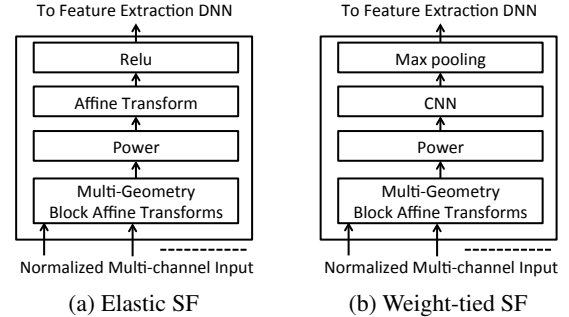 To Feature Extraction DNN
Relu
Affine Transform
Power
Multi-Geometry
Block Affine Transforms
Normalized Multi-channel Input
(a) Elastic SF
To Feature Extraction DNN
Max pooling
CNN
Power
Multi-Geometry
Block Affine Transforms
Normalized Multi-channel Input
(b) Weight-tied SF